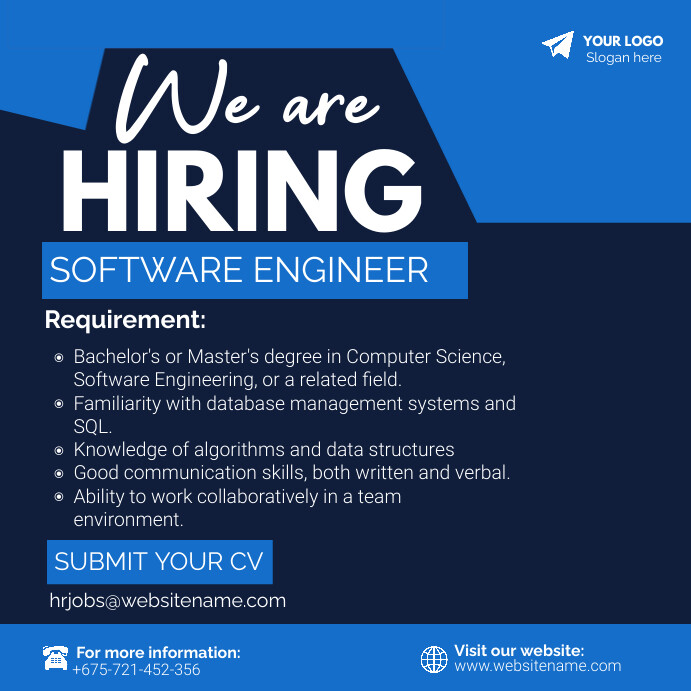 YOUR LOGO
Slogan here
We are
HIRING
SOFTWARE ENGINEER
Requirement:
Bachelor's or Master's degree in Computer Science,
Software Engineering, or a related field.
Familiarity with database management systems and
SQL.
Knowledge of algorithms and data structures
Good communication skills, both written and verbal.
Ability to work collaboratively in a team
environment.
SUBMIT YOUR CV
hrjobs@websitename.com
For more information:
+675-721-452-356
Visit our website:
www.websitename.com